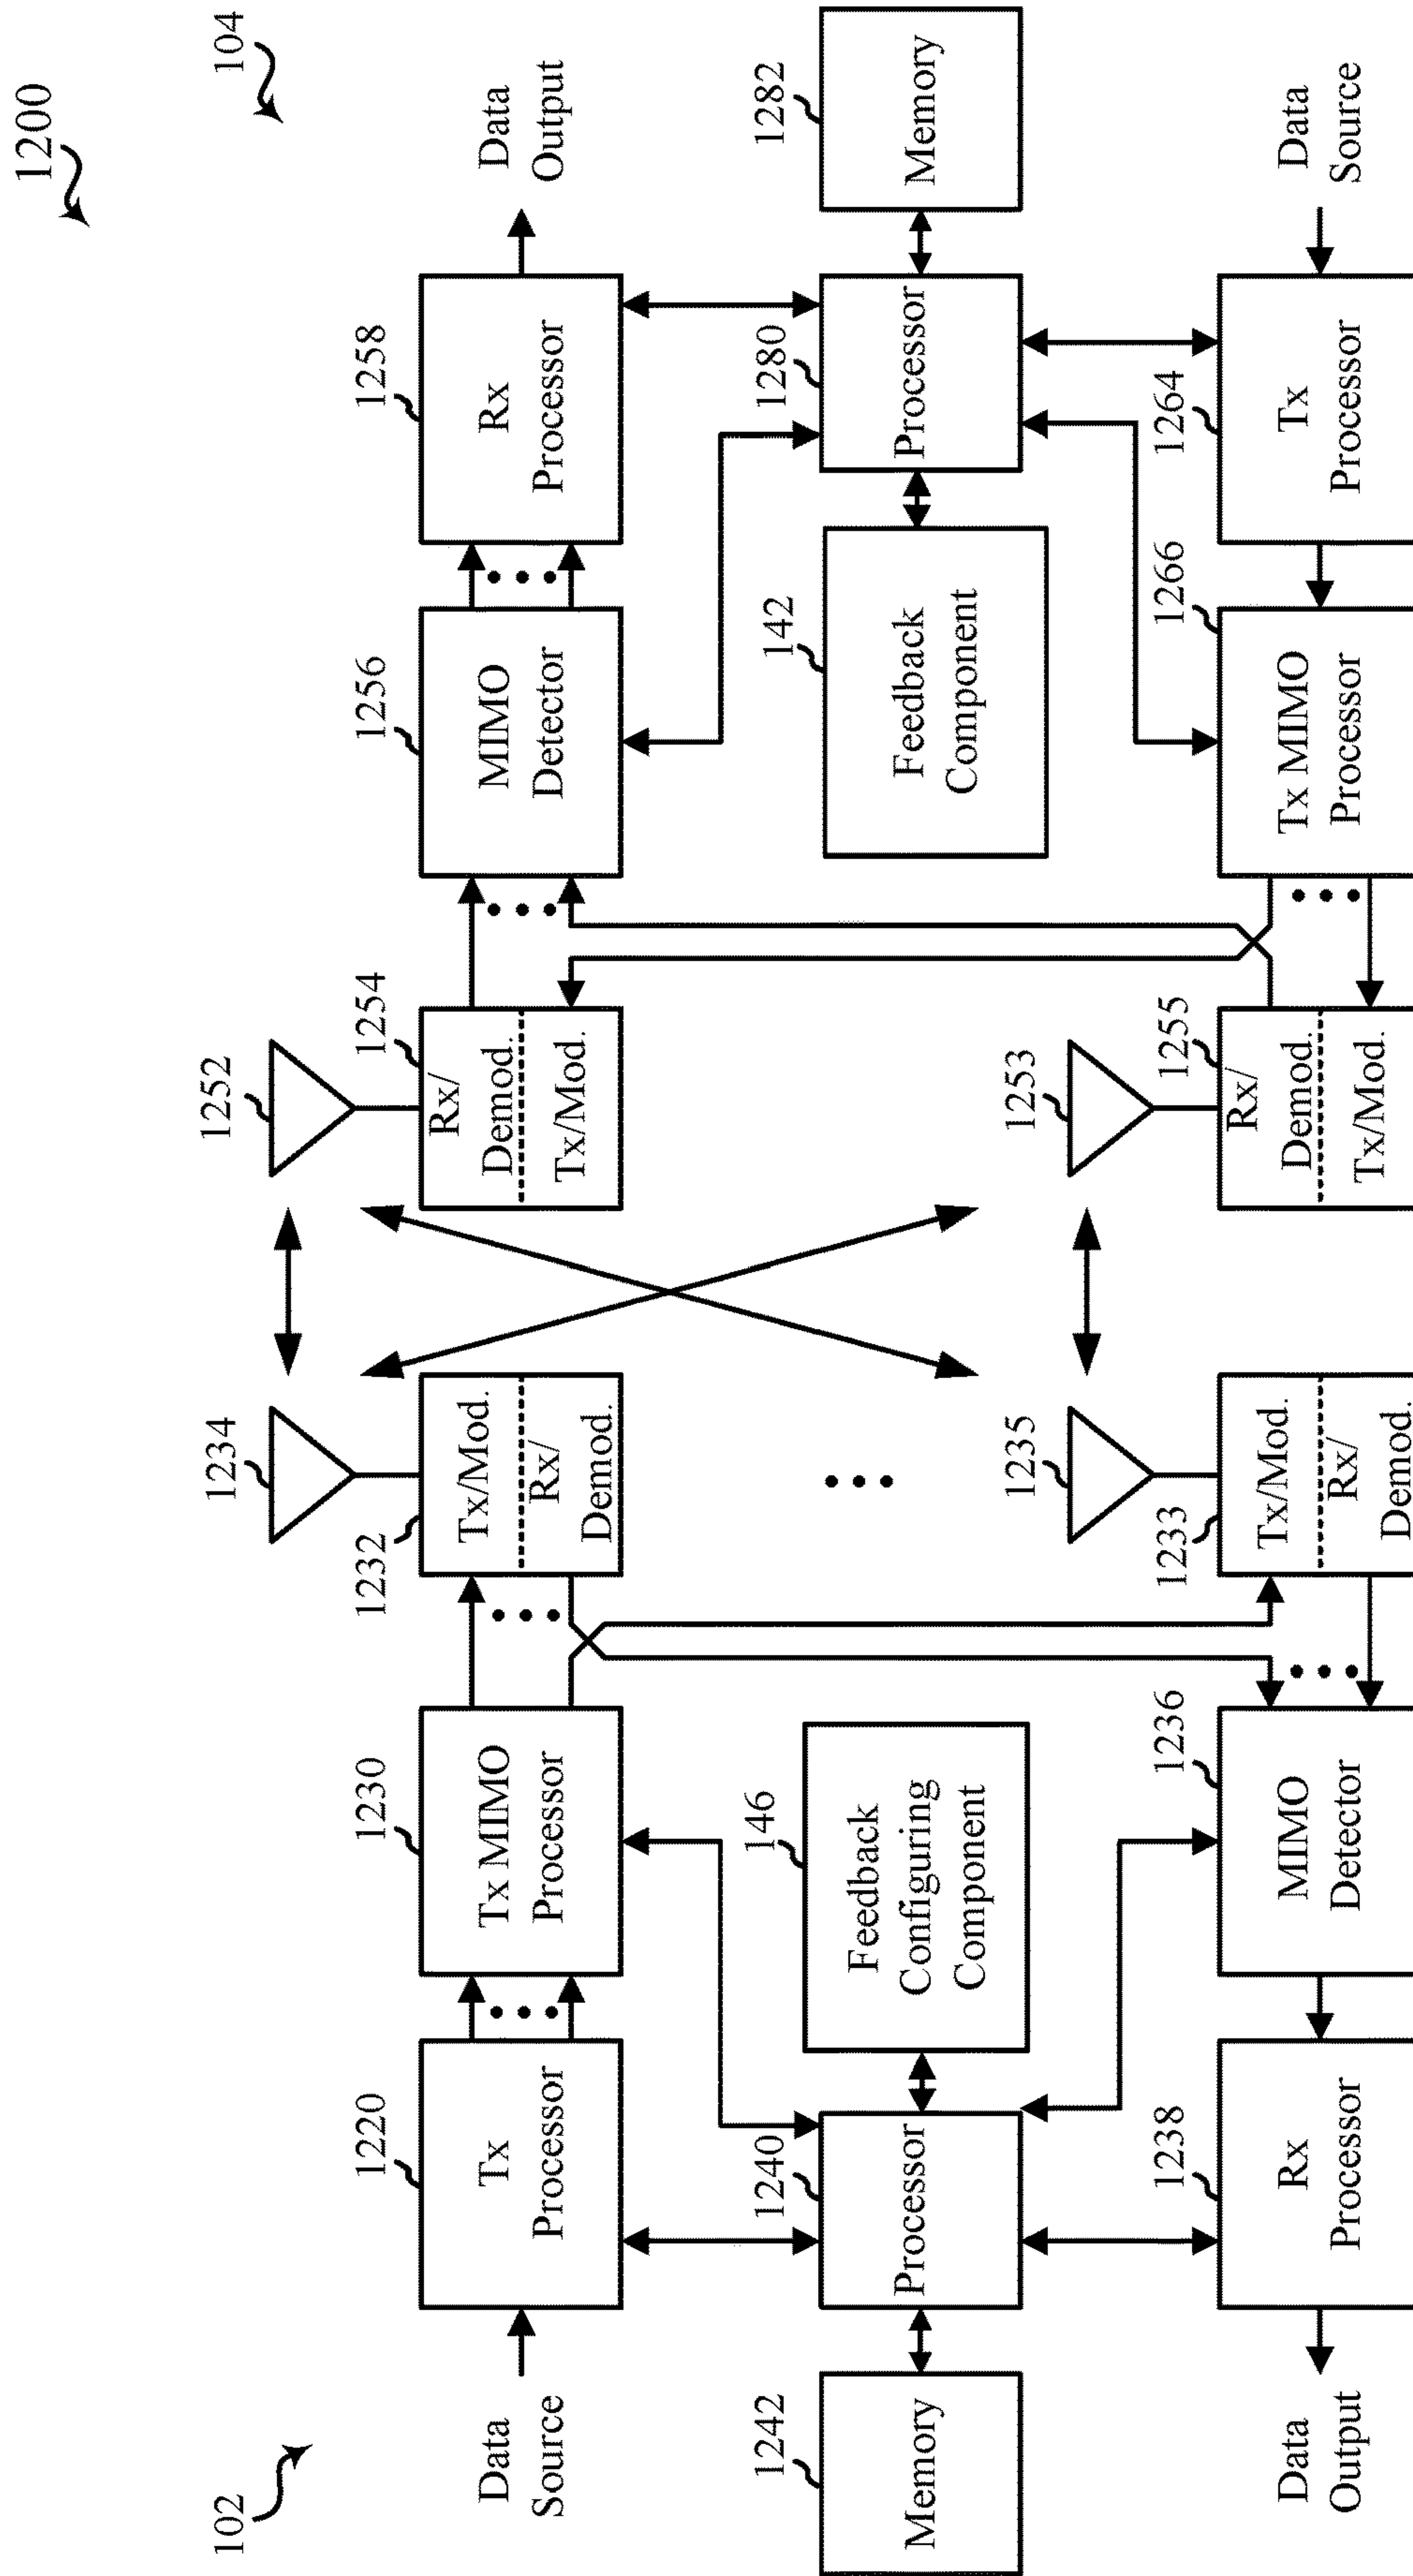 1200
102
104
Data
Source
1220
Tx
Processor
1230
Tx MIMO
Processor
1232
Tx/Mod.
Rx/
Demod.
1234
1252
1254
Rx/
Demod.
Tx/Mod.
1256
MIMO
Detector
1258
Rx
Processor
Data
Output
1242
Memory
1240
Processor
146
Feedback
Configuring
Component
142
Feedback
Component
1280
Processor
1282
Memory
Data
Output
1238
Rx
Processor
1236
MIMO
Detector
1233
Tx/Mod.
Rx/
Demod.
1235
1253
1255
Rx/
Demod.
Tx/Mod.
1266
Tx MIMO
Processor
1264
Tx
Processor
Data
Source